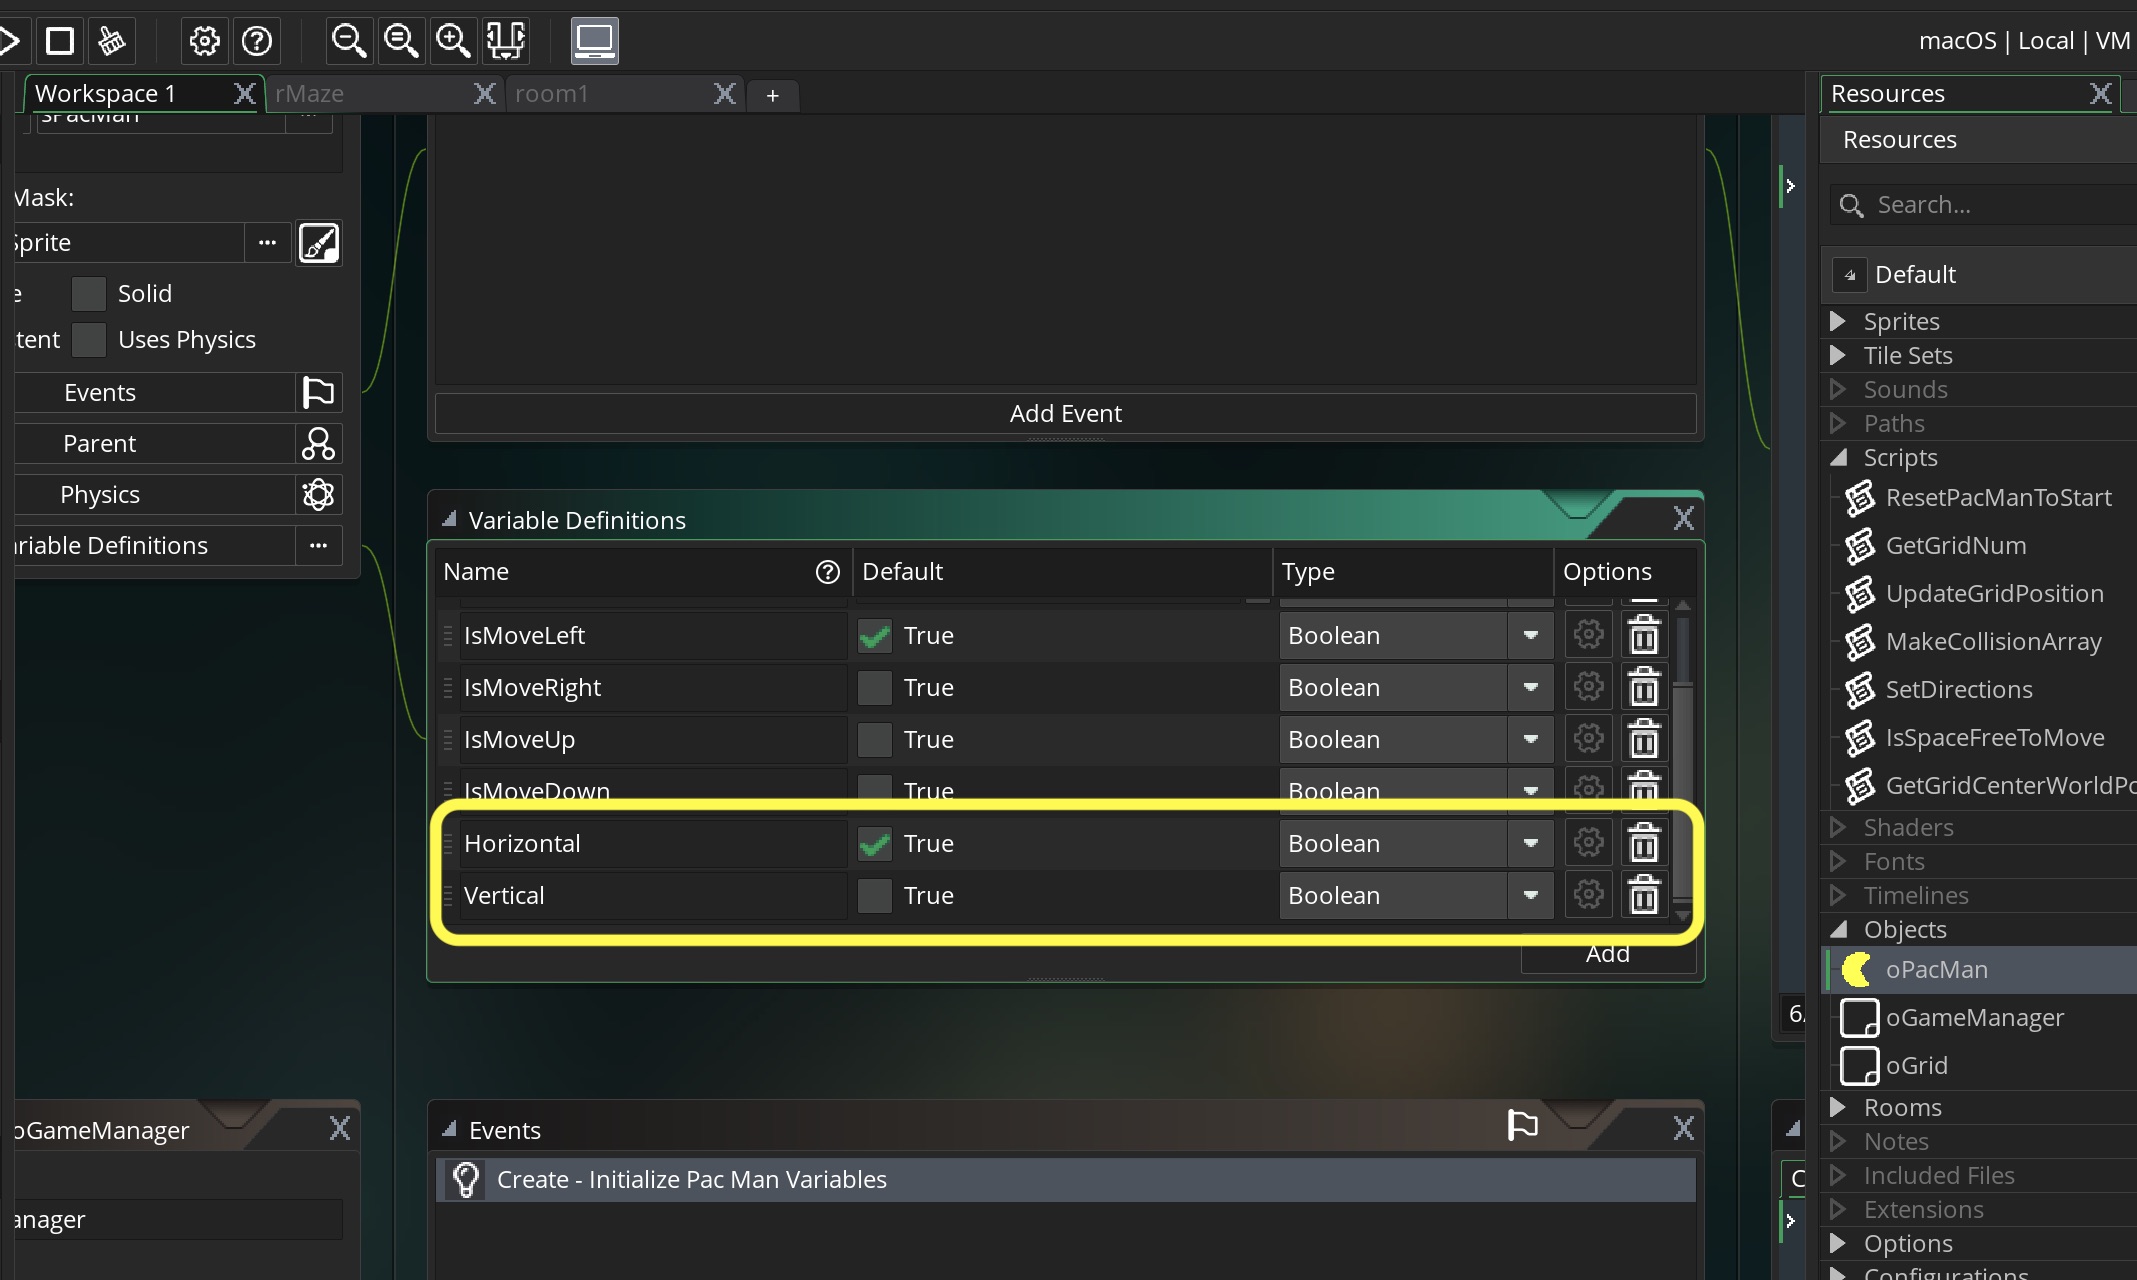 macOS | Local | VM
Workspace 1
rMaze
room1
+
Resources
sPacMan
...
Mask:
Sprite
...
Solid
tent
Uses Physics
Events
Parent
Physics
ariable Definitions
...
Add Event
Variable Definitions
Name
Default
Type
Options
IsMoveLeft
True
Boolean
IsMoveRight
True
Boolean
IsMoveUp
True
Boolean
IsMoveDown
True
Boolean
Horizontal
True
Boolean
Vertical
True
Boolean
Add
oGameManager
anager
Events
Create - Initialize Pac Man Variables
Resources
Search...
Default
Sprites
Tile Sets
Sounds
Paths
Scripts
ResetPacManToStart
GetGridNum
UpdateGridPosition
MakeCollisionArray
SetDirections
IsSpaceFreeToMove
GetGridCenterWorldPo
Shaders
Fonts
Timelines
Objects
oPacMan
oGameManager
oGrid
Rooms
Notes
Included Files
Extensions
Options
Configurations